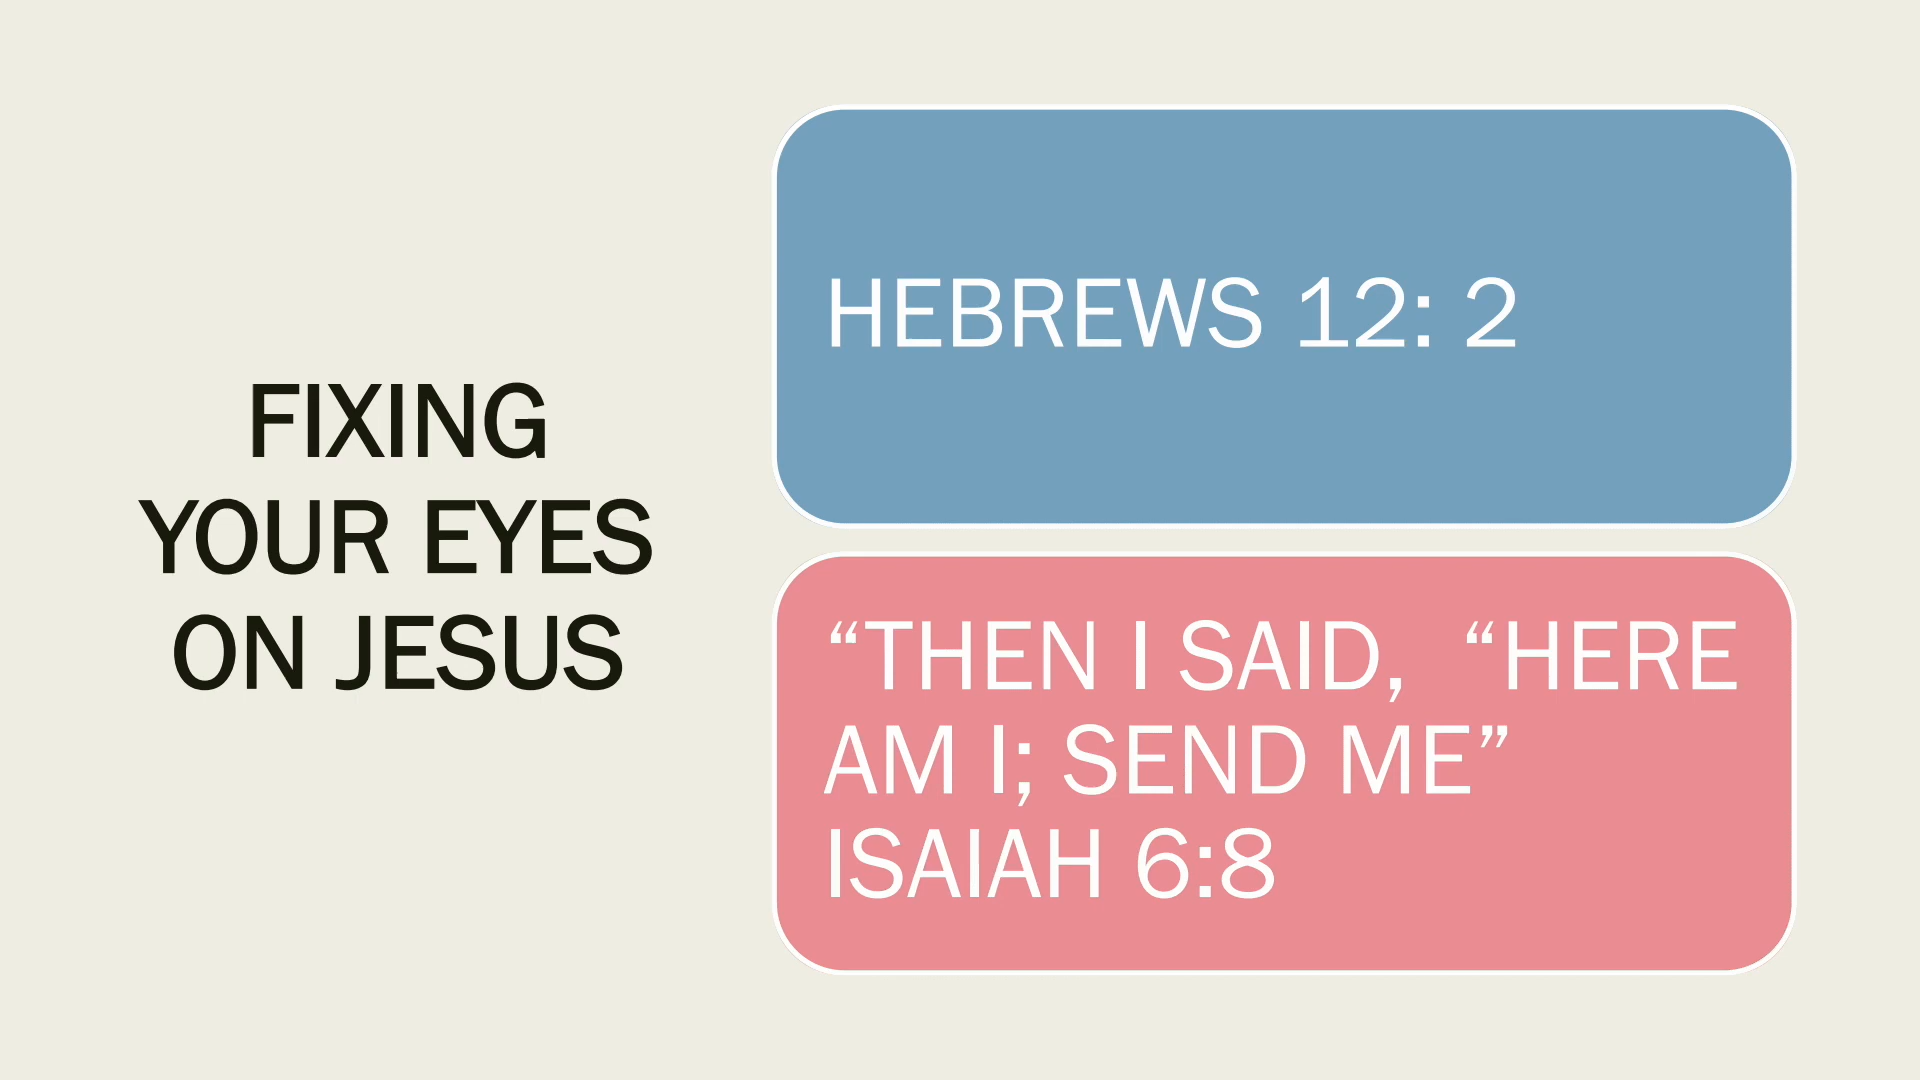 FIXING
YOUR EYES
ON JESUS
HEBREWS 12: 2
“THEN I SAID,  “HERE
AM I; SEND ME”
ISAIAH 6:8